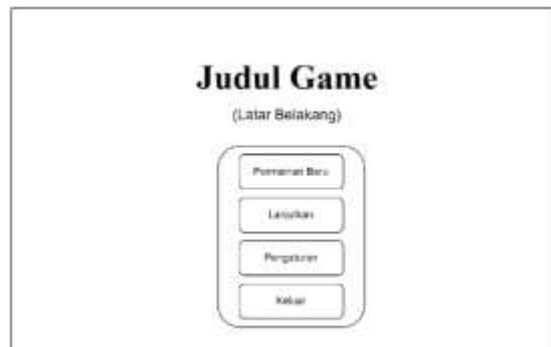 Judul Game
(Latar Belakang)
Permainan Baru
Lanjutkan
Pengaturan
Keluar